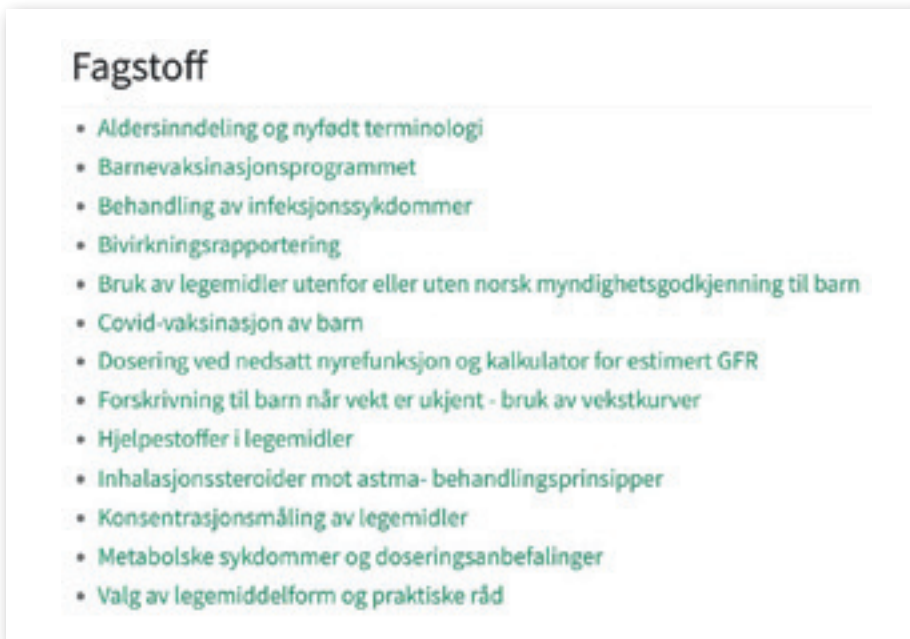 Fagstoff
• Aldersinndeling og nyfødt terminologi
• Barnevaksinasjonsprogrammet
• Behandling av infeksjonssykdommer
• Bivirkningsrapportering
• Bruk av legemidler utenfor eller uten norsk myndighetsgodkjenning til barn
• Covid-vaksinasjon av barn
• Dosering ved nedsatt nyrefunksjon og kalkulator for estimert GFR
• Forskrivning til barn når vekt er ukjent - bruk av vekstkurver
• Hjelpestoffer i legemidler
• Inhalasjonssteroider mot astma- behandlingsprinsipper
• Konsentrasjonsmåling av legemidler
• Metabolske sykdommer og doseringsanbefalinger
• Valg av legemiddelform og praktiske råd